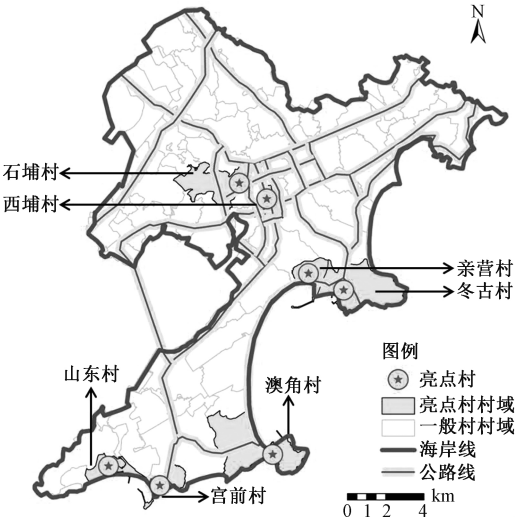 N
石埔村
西埔村
亲营村
冬古村
图例
亮点村
亮点村村域
一般村村域
海岸线
公路线
山东村
澳角村
宫前村
km
0 1 2 4